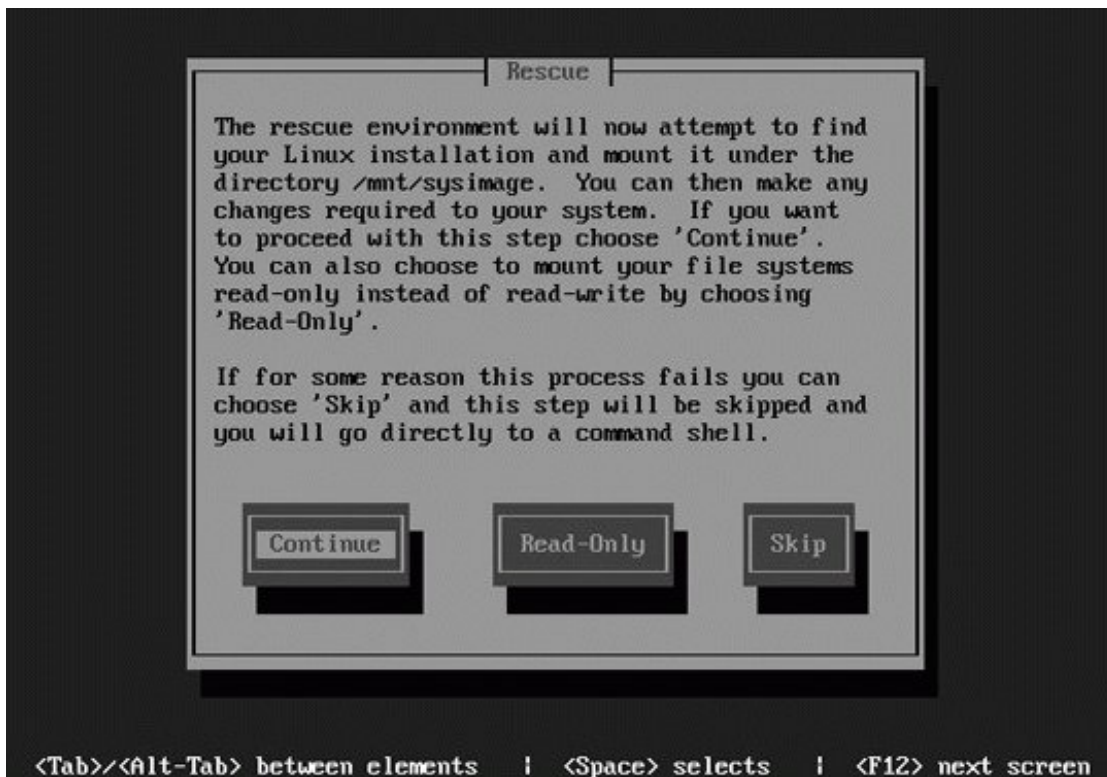 Rescue
The rescue environment will now attempt to find
your Linux installation and mount it under the
directory /mnt/sysimage.  You can then make any
changes required to your system.  If you want
to proceed with this step choose 'Continue'.
You can also choose to mount your file systems
read-only instead of read-write by choosing
'Read-Only'.
If for some reason this process fails you can
choose 'Skip' and this step will be skipped and
you will go directly to a command shell.
Continue Read-Only Skip
<Tab>/<Alt-Tab> between elements | <Space> selects | <F12> next screen